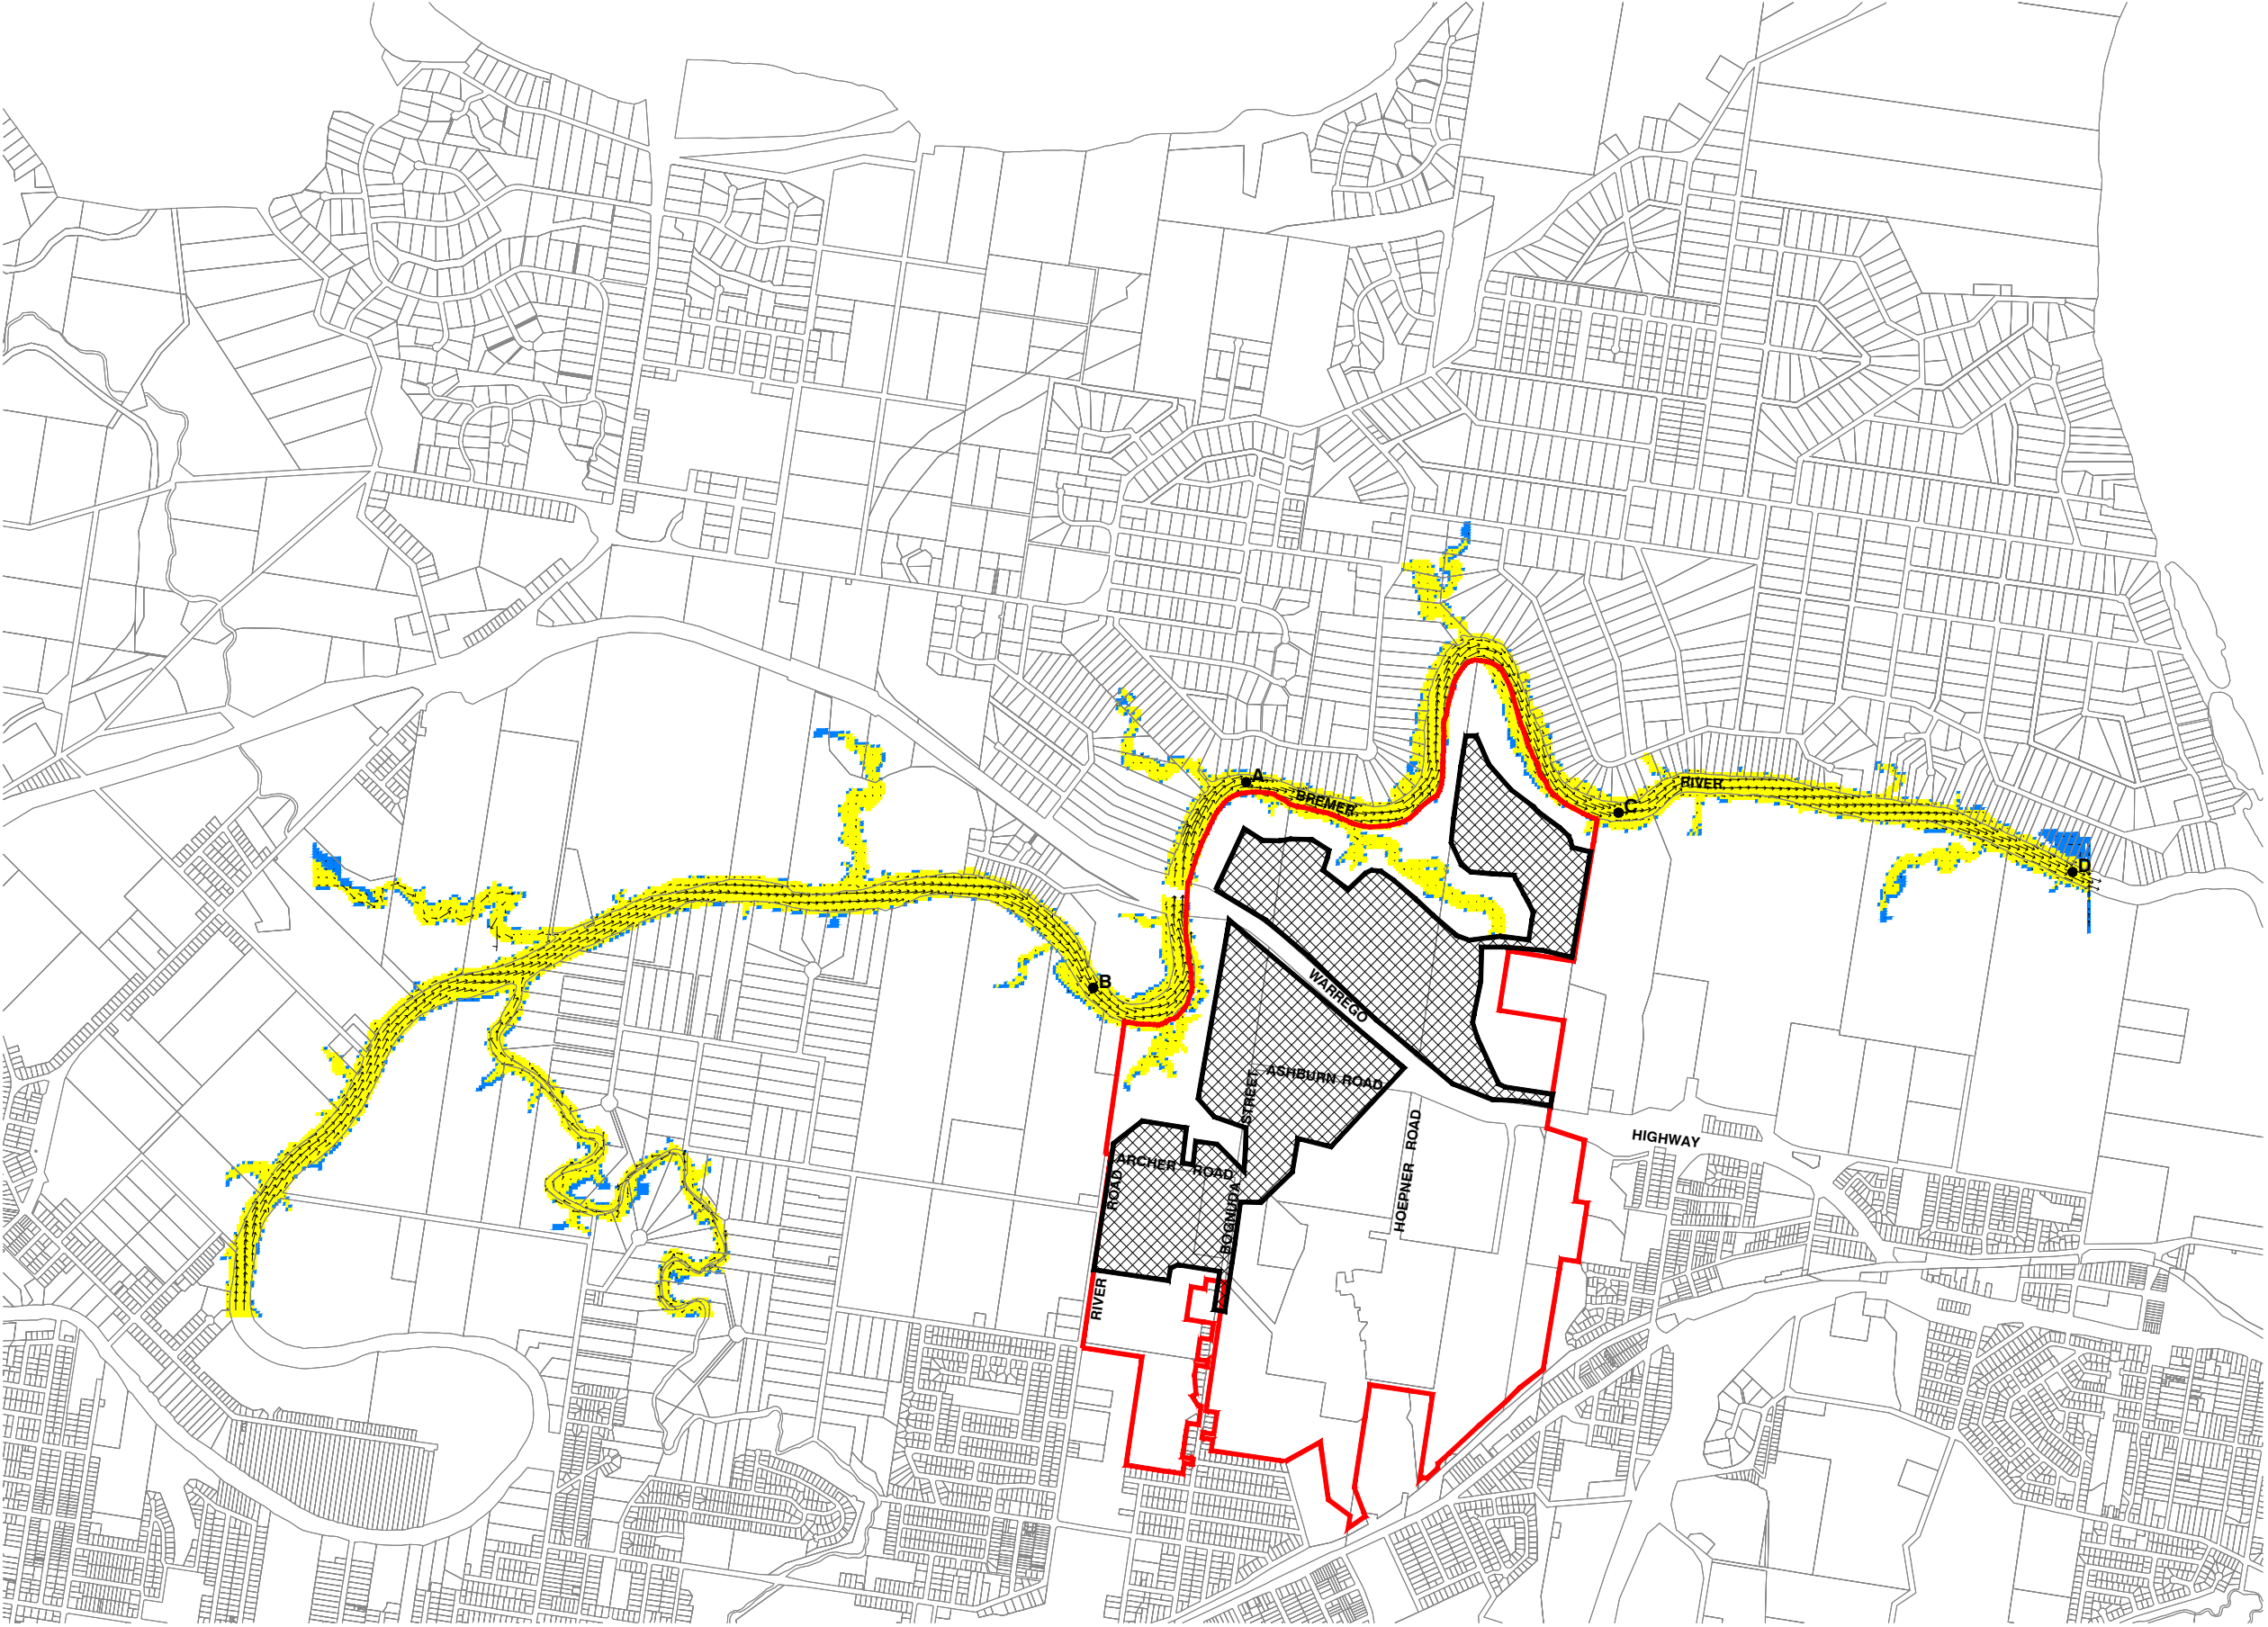 A
BREMER
RIVER
C
D
B
WARREGO
ASHBURN ROAD
STREET
HIGHWAY
HOEPNER ROAD
ARCHER ROAD
ROAD
BOGNUDA
RIVER